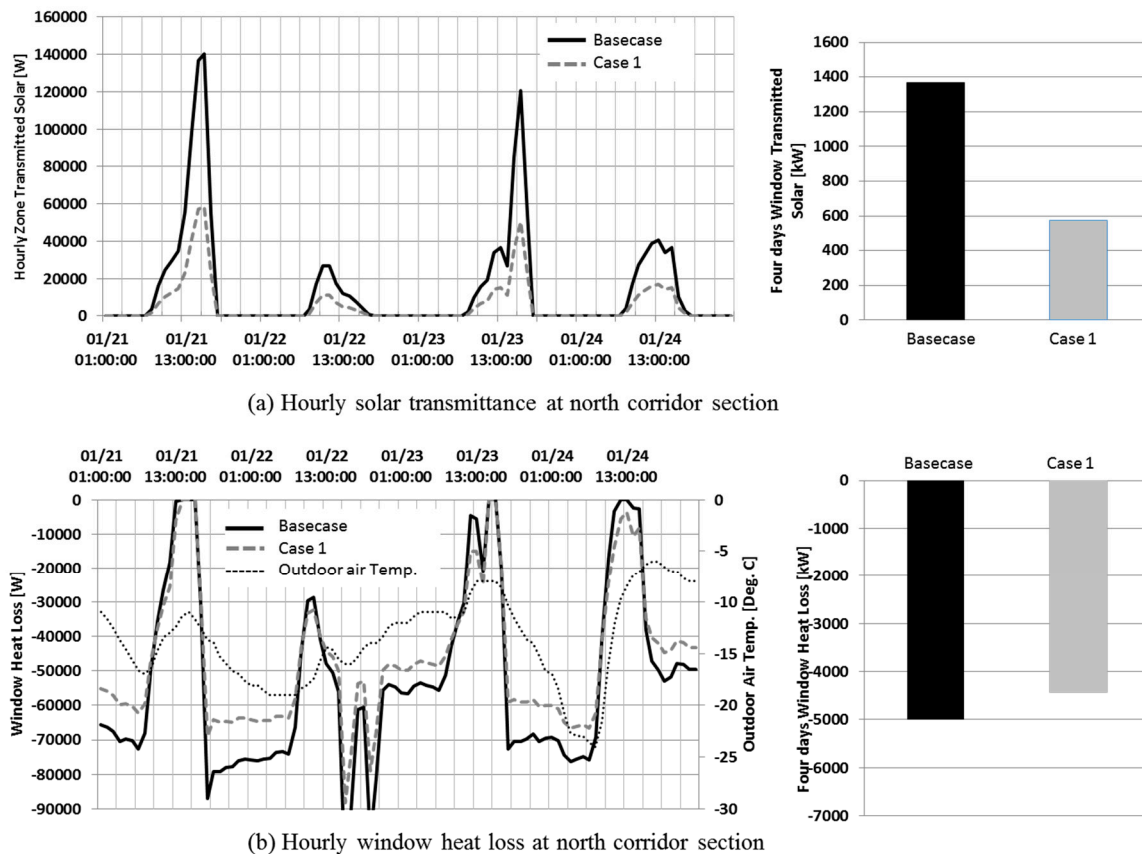 160000
140000
120000
100000
80000
60000
40000
20000
0
Hourly Zone Transmitted Solar [W]
Basecase
Case 1
01/21 01/21 01/22 01/22 01/23 01/23 01/24 01/24
01:00:00 13:00:00 01:00:00 13:00:00 01:00:00 13:00:00 01:00:00 13:00:00
1600
1400
1200
1000
800
600
400
200
0
Four days Window Transmitted
Solar [kW]
Basecase Case 1
(a) Hourly solar transmittance at north corridor section
01/21 01/21 01/22 01/22 01/23 01/23 01/24 01/24
01:00:00 13:00:00 01:00:00 13:00:00 01:00:00 13:00:00 01:00:00 13:00:00
0
-10000
-20000
-30000
-40000
-50000
-60000
-70000
-80000
-90000
Window Heat Loss [W]
Basecase
Case 1
Outdoor air Temp.
0
-5
-10
-15
-20
-25
-30
Outdoor Air Temp. [Deg. C]
Basecase Case 1
0
-1000
-2000
-3000
-4000
-5000
-6000
-7000
Four days Window Heat Loss [kW]
(b) Hourly window heat loss at north corridor section